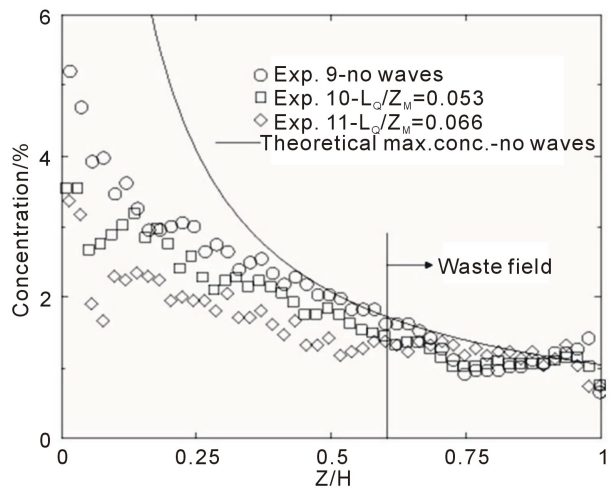 6
4
2
0
Concentration/%
Exp. 9-no waves
Exp. 10-LQ/ZM=0.053
Exp. 11-LQ/ZM=0.066
Theoretical max.conc.-no waves
Waste field
0 0.25 0.5 0.75 1
Z/H